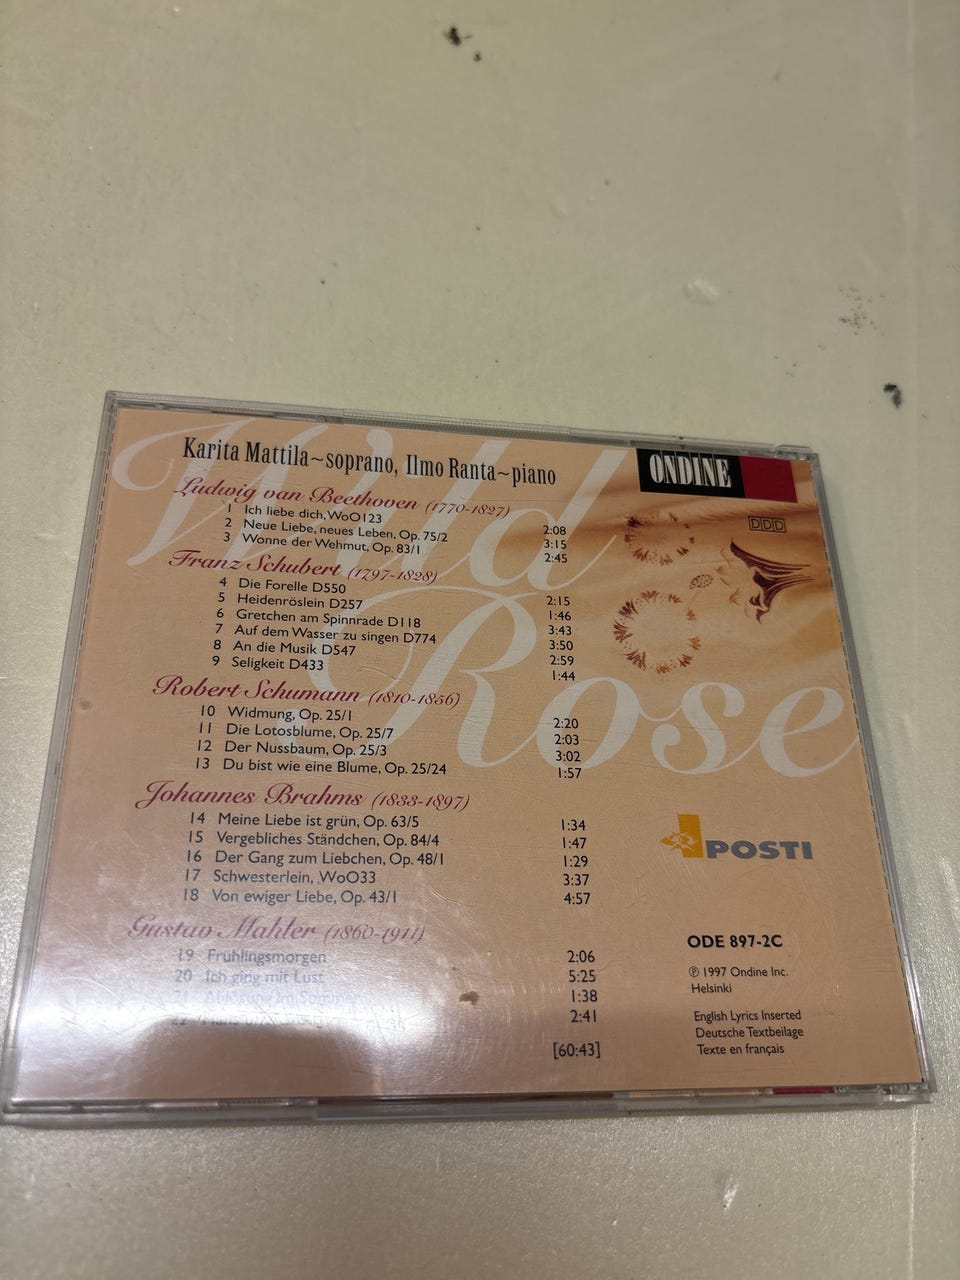 Wild Rose
Karita Mattila~soprano, Ilmo Ranta~piano
ONDINE
DDD
Ludwig van Beethoven (1770-1827)
1 Ich liebe dich, WoO123 2:08
2 Neue Liebe, neues Leben, Op. 75/2 3:15
3 Wonne der Wehmut, Op. 83/1 2:45
Franz Schubert (1797-1828)
4 Die Forelle D550 2:15
5 Heidenröslein D257 1:46
6 Gretchen am Spinnrade D118 3:43
7 Auf dem Wasser zu singen D774 3:50
8 An die Musik D547 2:59
9 Seligkeit D433 1:44
Robert Schumann (1810-1856)
10 Widmung, Op. 25/1 2:20
11 Die Lotosblume, Op. 25/7 2:03
12 Der Nussbaum, Op. 25/3 3:02
13 Du bist wie eine Blume, Op. 25/24 1:57
Johannes Brahms (1833-1897)
14 Meine Liebe ist grün, Op. 63/5 1:34
15 Vergebliches Ständchen, Op. 84/4 1:47
16 Der Gang zum Liebchen, Op. 48/1 1:29
17 Schwesterlein, WoO33 3:37
18 Von ewiger Liebe, Op. 43/1 4:57
Gustav Mahler (1860-1911)
19 Frühlingsmorgen 2:06
20 Ich ging mit Lust 5:25
21 Ablösung im Sommer 1:38
22 2:41
[60:43]
POSTI
ODE 897-2C
℗ 1997 Ondine Inc.
Helsinki
English Lyrics Inserted
Deutsche Textbeilage
Texte en français